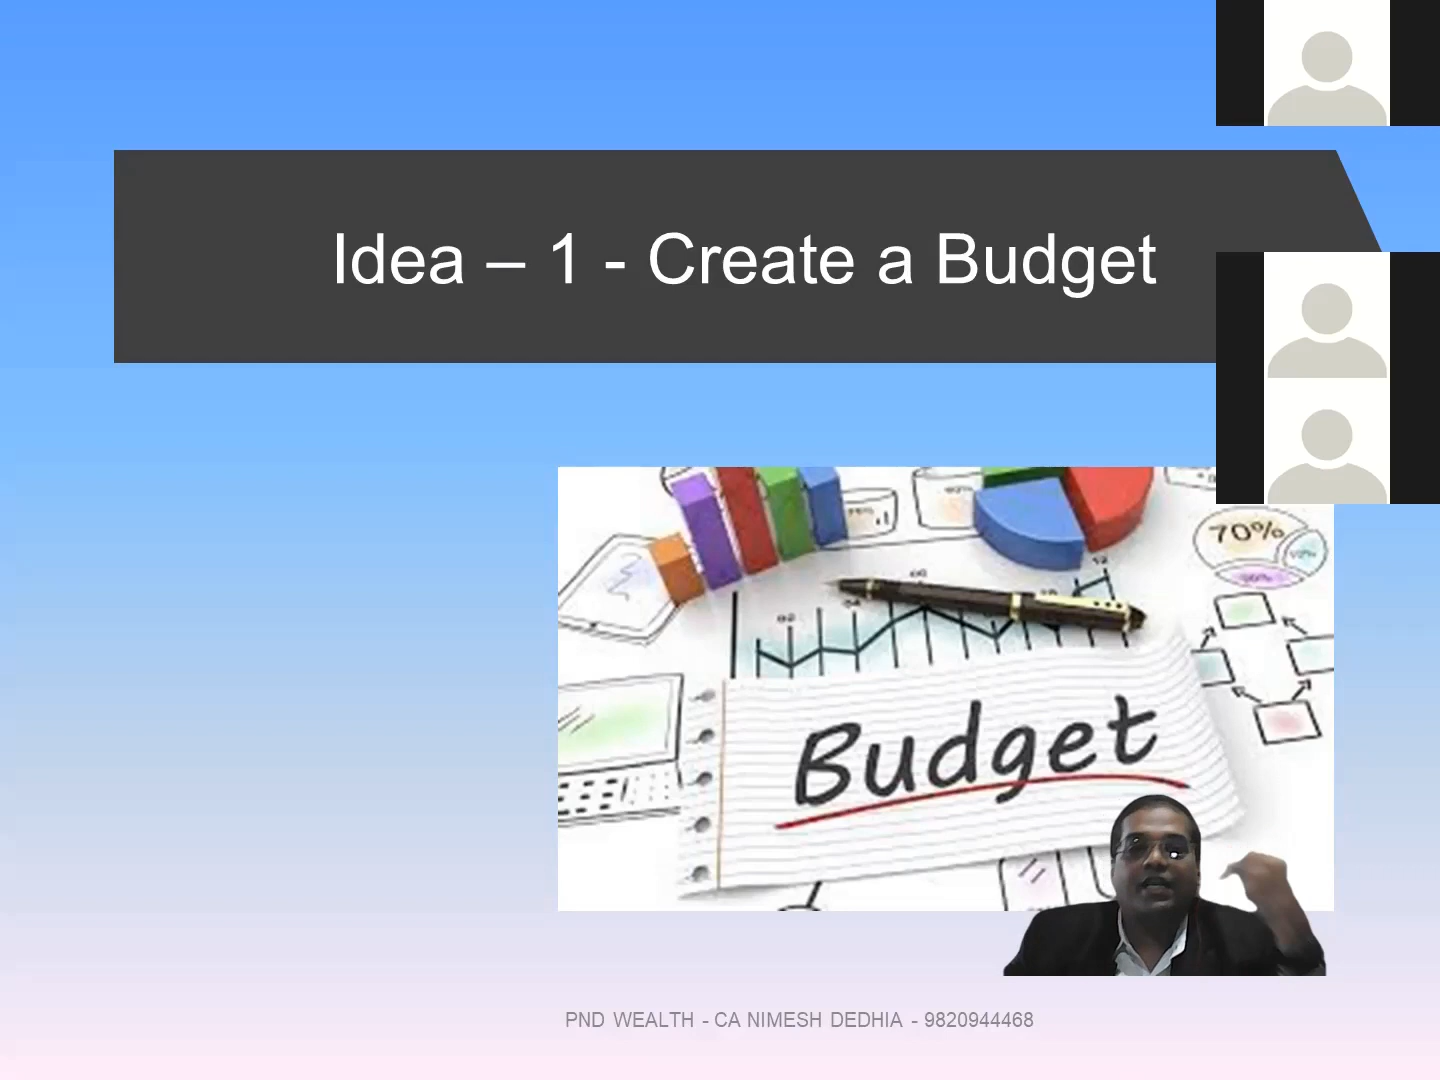 Idea – 1 - Create a Budget
70%
Budget
PND WEALTH - CA NIMESH DEDHIA - 9820944468